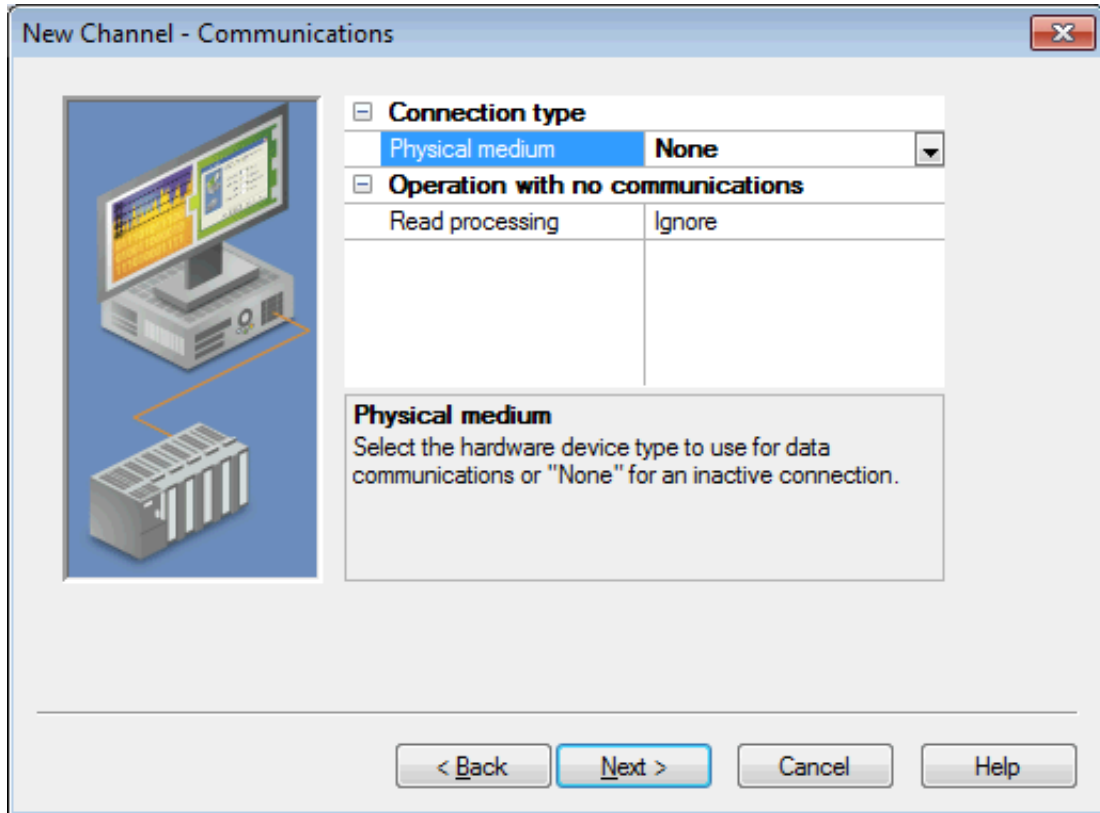 New Channel - Communications
Connection type
Physical medium None
Operation with no communications
Read processing Ignore
Physical medium
Select the hardware device type to use for data
communications or "None" for an inactive connection.
< Back Next > Cancel Help